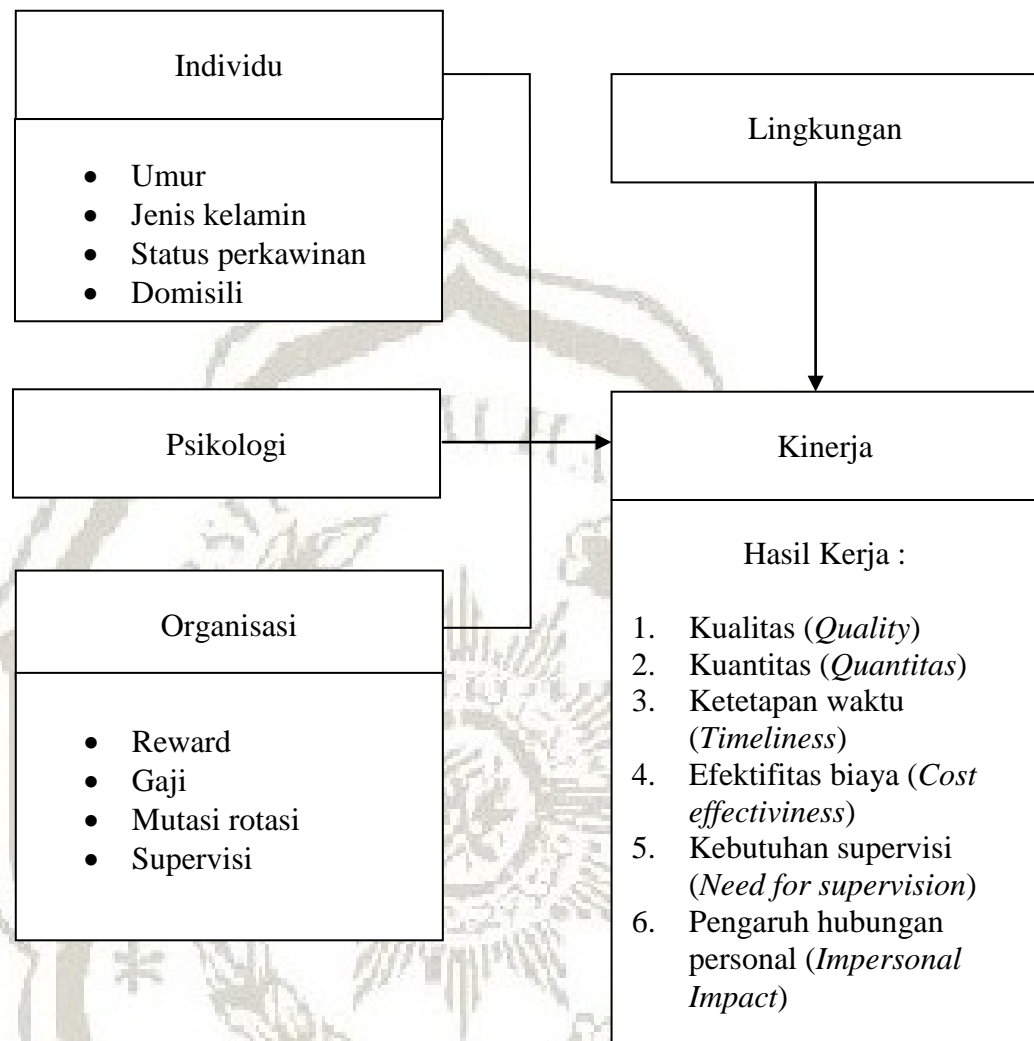 Individu
• Umur
• Jenis kelamin
• Status perkawinan
• Domisili
Psikologi
Organisasi
• Reward
• Gaji
• Mutasi rotasi
• Supervisi
Lingkungan
Kinerja
Hasil Kerja :
1. Kualitas (Quality)
2. Kuantitas (Quantitas)
3. Ketetapan waktu
(Timeliness)
4. Efektifitas biaya (Cost
effectiviness)
5. Kebutuhan supervisi
(Need for supervision)
6. Pengaruh hubungan
personal (Impersonal
Impact)